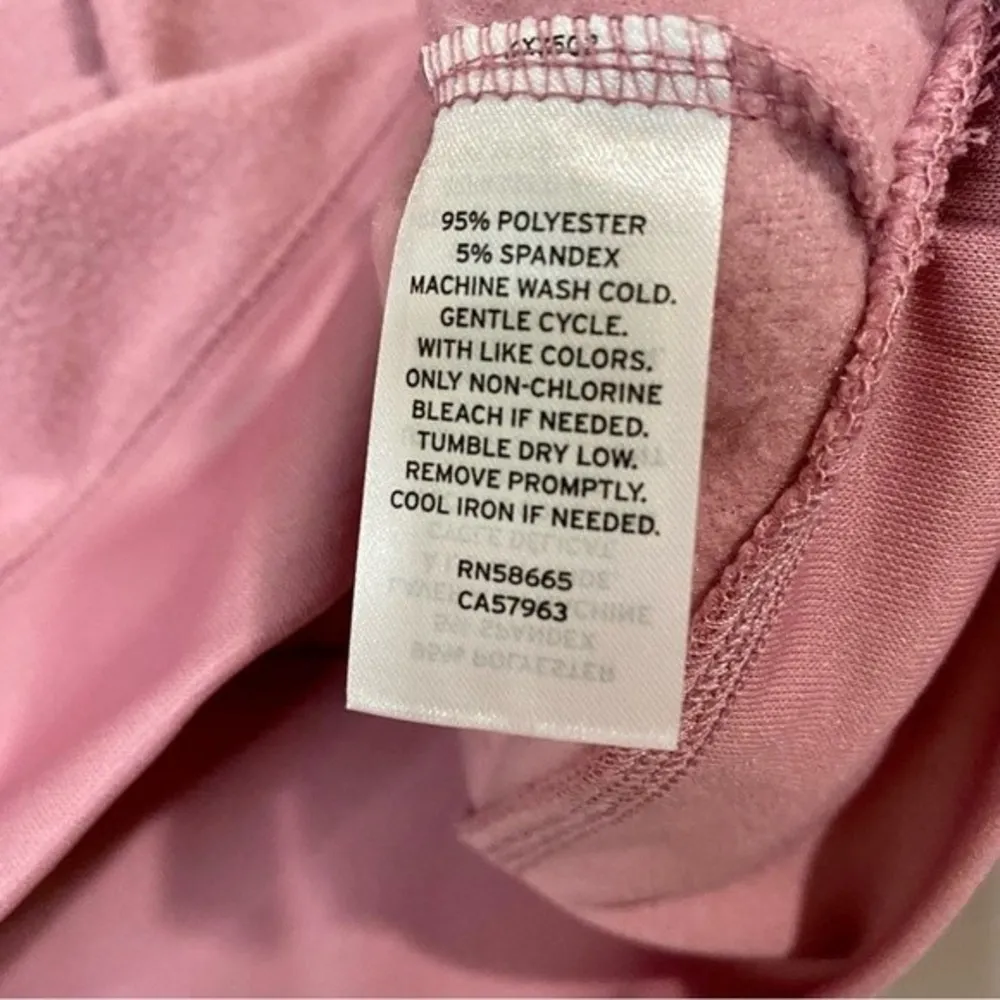 95% POLYESTER
5% SPANDEX
MACHINE WASH COLD.
GENTLE CYCLE.
WITH LIKE COLORS.
ONLY NON-CHLORINE
BLEACH IF NEEDED.
TUMBLE DRY LOW.
REMOVE PROMPTLY.
COOL IRON IF NEEDED.
RN58665
CA57963